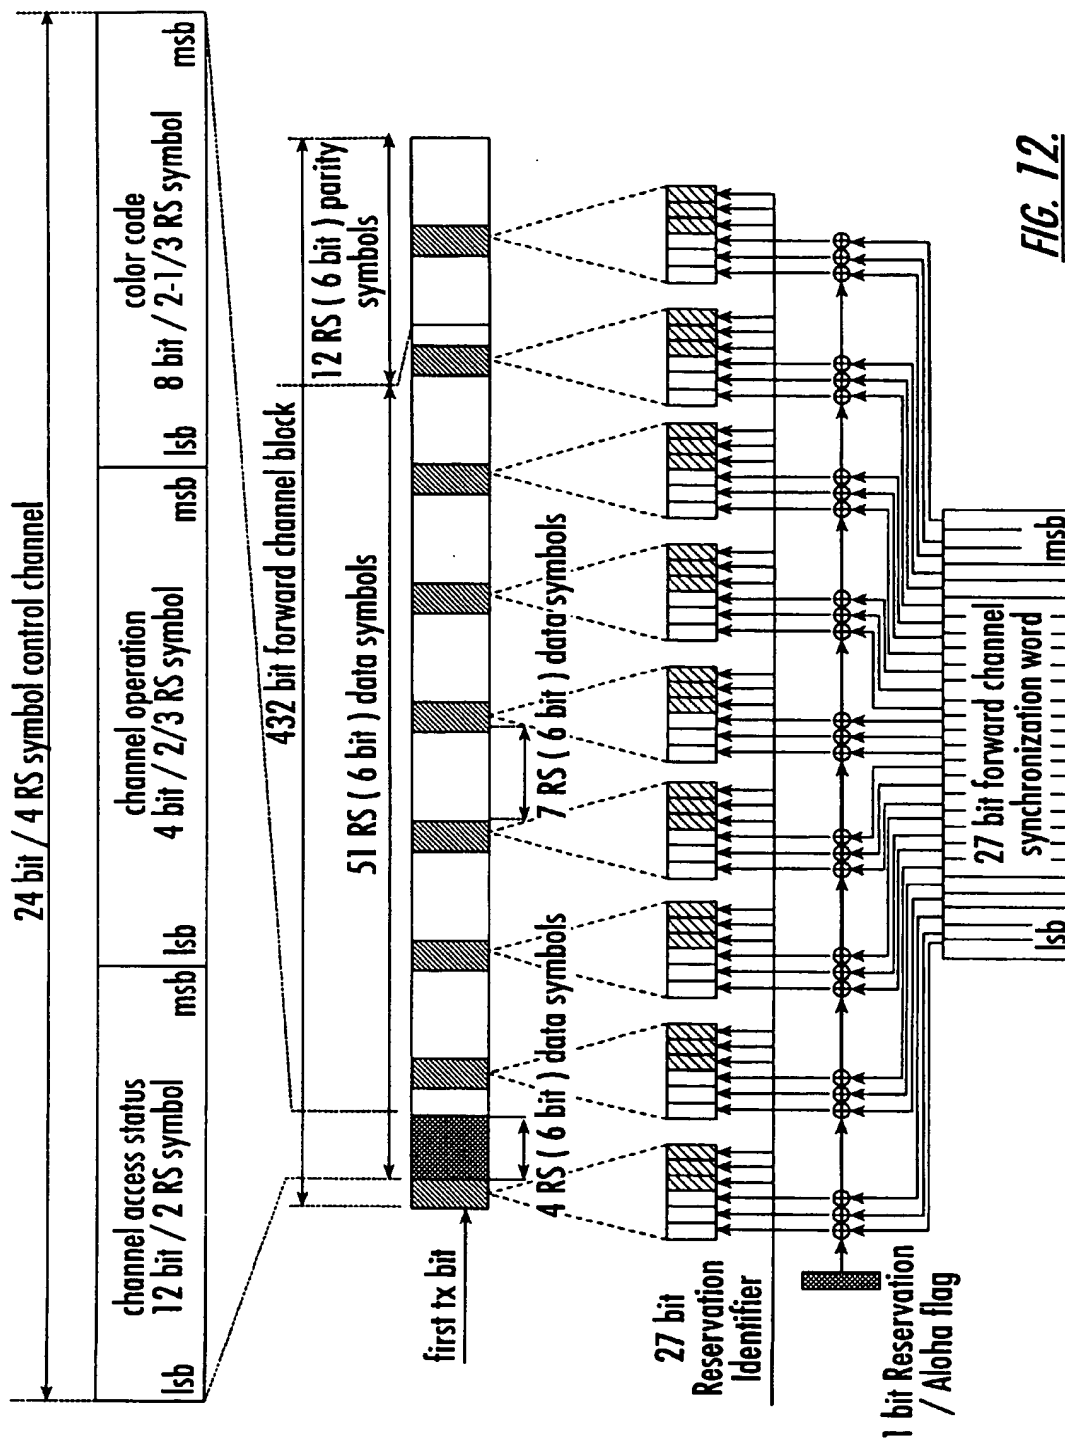 24 bit / 4 RS symbol control channel
channel access status
12 bit / 2 RS symbol
lsb
msb
channel operation
4 bit / 2/3 RS symbol
lsb
msb
color code
8 bit / 2-1/3 RS symbol
lsb
msb
432 bit forward channel block
51 RS ( 6 bit ) data symbols
12 RS ( 6 bit ) parity
symbols
first tx bit
4 RS ( 6 bit ) data symbols
7 RS ( 6 bit ) data symbols
27 bit
Reservation
Identifier
1 bit Reservation
/ Aloha flag
lsb
27 bit forward channel
synchronization word
msb
FIG. 12.